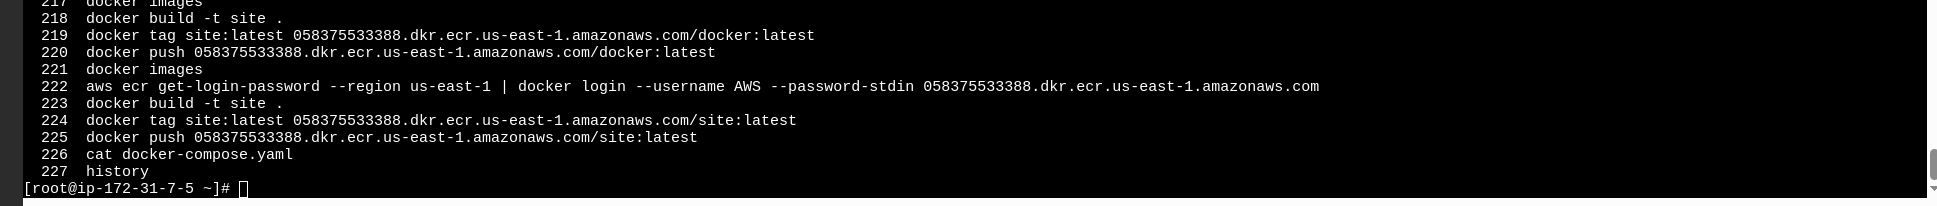 217  docker images
218  docker build -t site .
219  docker tag site:latest 058375533388.dkr.ecr.us-east-1.amazonaws.com/docker:latest
220  docker push 058375533388.dkr.ecr.us-east-1.amazonaws.com/docker:latest
221  docker images
222  aws ecr get-login-password --region us-east-1 | docker login --username AWS --password-stdin 058375533388.dkr.ecr.us-east-1.amazonaws.com
223  docker build -t site .
224  docker tag site:latest 058375533388.dkr.ecr.us-east-1.amazonaws.com/site:latest
225  docker push 058375533388.dkr.ecr.us-east-1.amazonaws.com/site:latest
226  cat docker-compose.yaml
227  history
[root@ip-172-31-7-5 ~]#